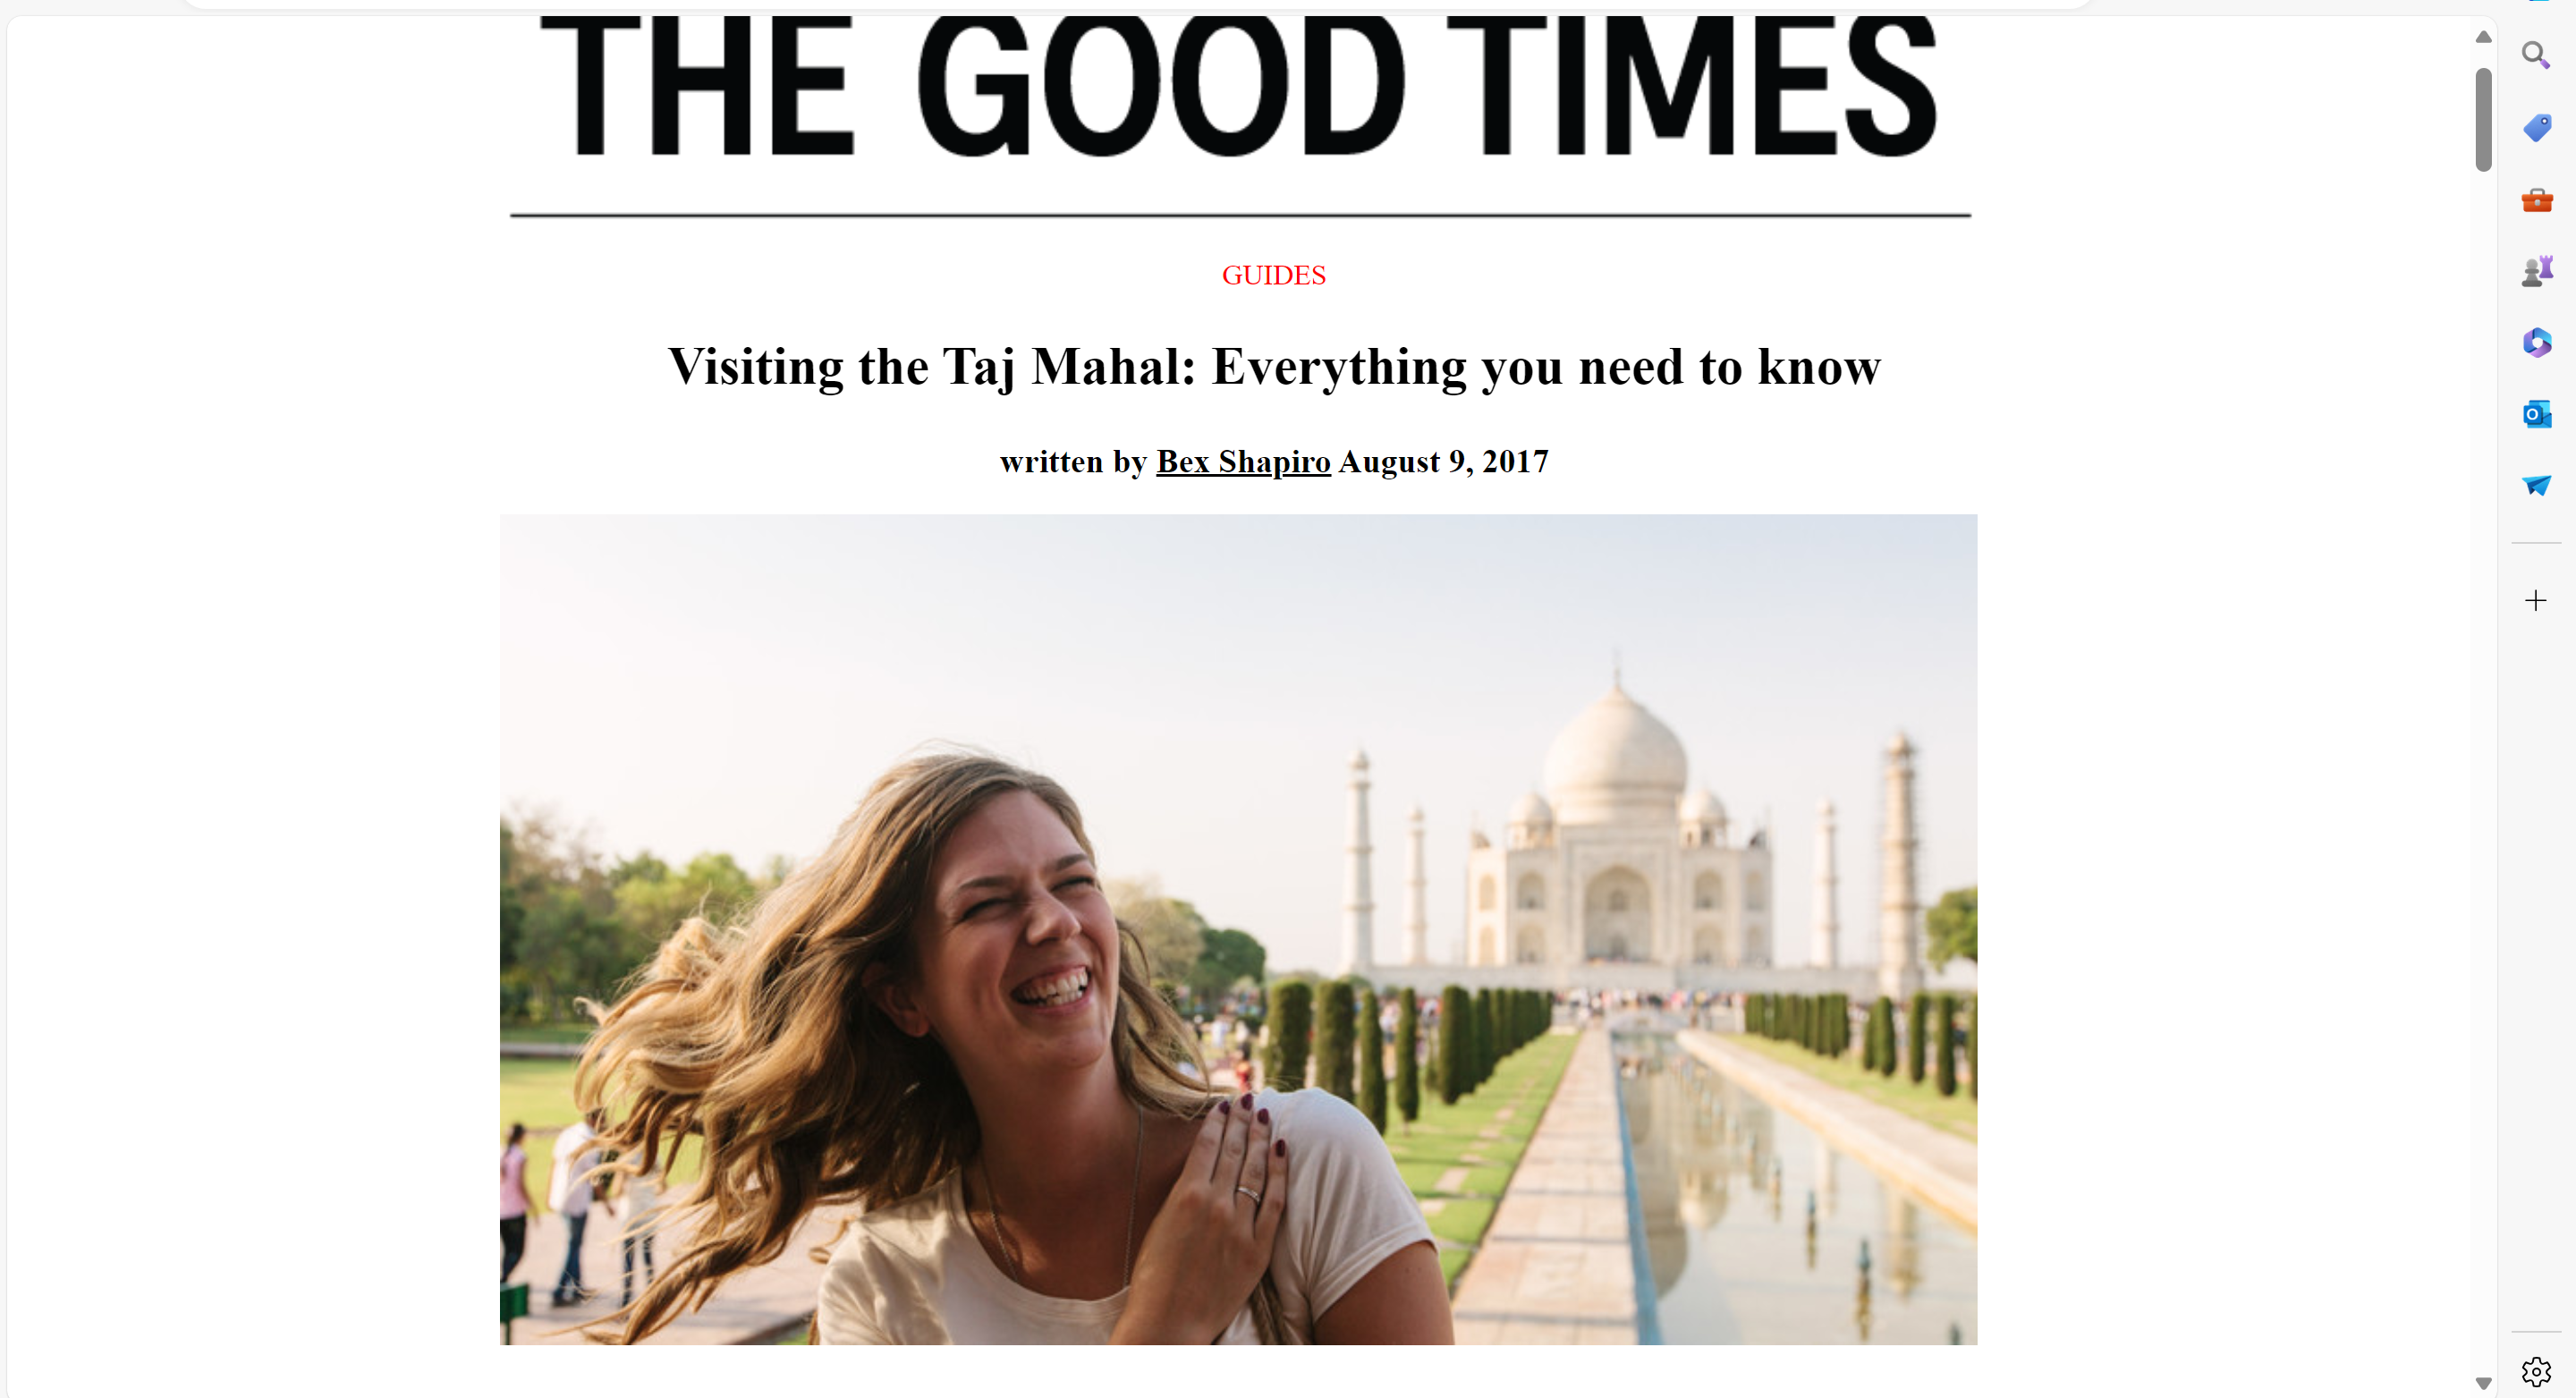 THE GOOD TIMES
GUIDES
Visiting the Taj Mahal: Everything you need to know
written by Bex Shapiro August 9, 2017